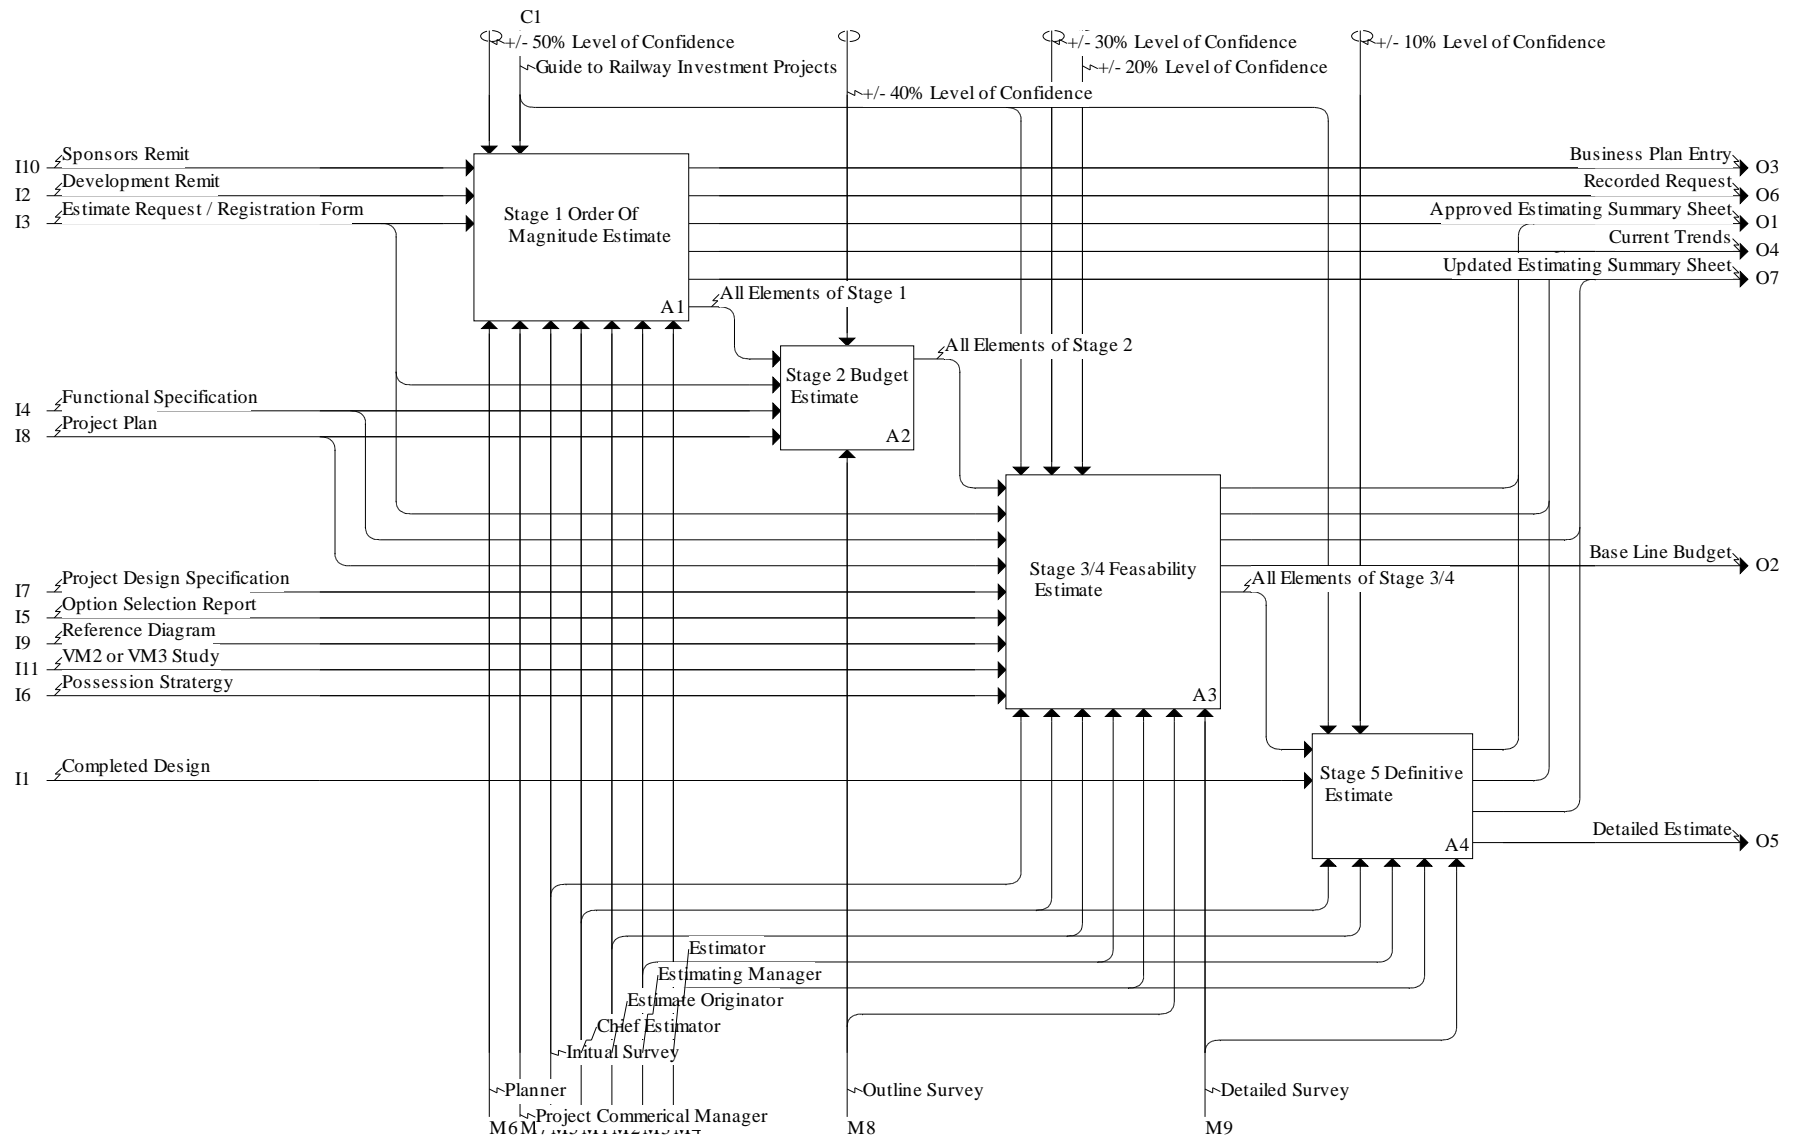 C1
+/- 50% Level of Confidence
+/- 30% Level of Confidence
+/- 10% Level of Confidence
Guide to Railway Investment Projects
+/- 20% Level of Confidence
+/- 40% Level of Confidence
I10 Sponsors Remit
Business Plan Entry O3
I2 Development Remit
Recorded Request O6
I3 Estimate Request / Registration Form
Approved Estimating Summary Sheet O1
Stage 1 Order Of
Magnitude Estimate
A1
Current Trends O4
Updated Estimating Summary Sheet O7
All Elements of Stage 1
All Elements of Stage 2
Stage 2 Budget
Estimate
A2
I4 Functional Specification
I8 Project Plan
Base Line Budget O2
Stage 3/4 Feasability
Estimate
A3
All Elements of Stage 3/4
I7 Project Design Specification
I5 Option Selection Report
I9 Reference Diagram
I11 VM2 or VM3 Study
I6 Possession Stratergy
I1 Completed Design
Stage 5 Definitive
Estimate
A4
Detailed Estimate O5
Estimator
Estimating Manager
Estimate Originator
Chief Estimator
Initual Survey
Planner
Outline Survey
Detailed Survey
Project Commerical Manager
M6
M8
M9